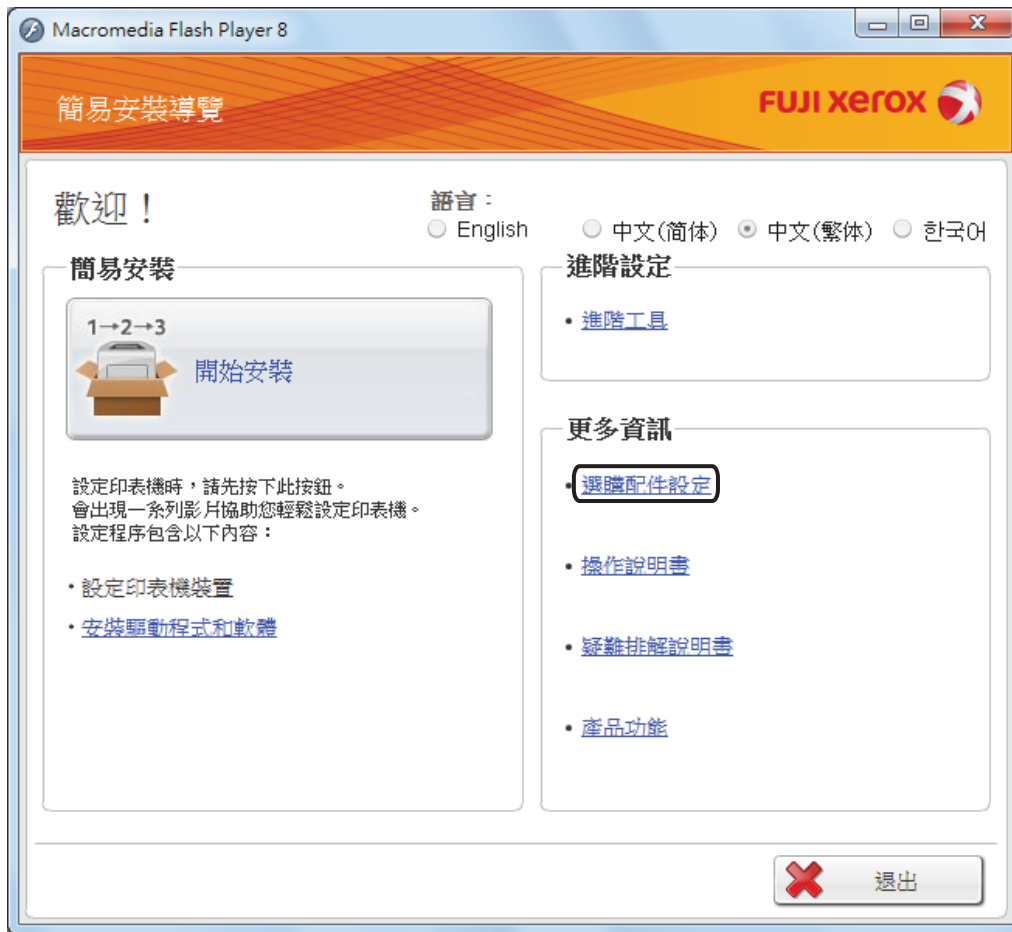 Macromedia Flash Player 8
簡易安裝導覽
FUJI xerox
歡迎！
語言：
English
中文(简体)
中文(繁体)
한국어
簡易安裝
1→2→3
開始安裝
設定印表機時，請先按下此按鈕。
會出現一系列影片協助您輕鬆設定印表機。
設定程序包含以下內容：
• 設定印表機裝置
• 安裝驅動程式和軟體
進階設定
• 進階工具
更多資訊
• 選購配件設定
• 操作說明書
• 疑難排解說明書
• 產品功能
退出